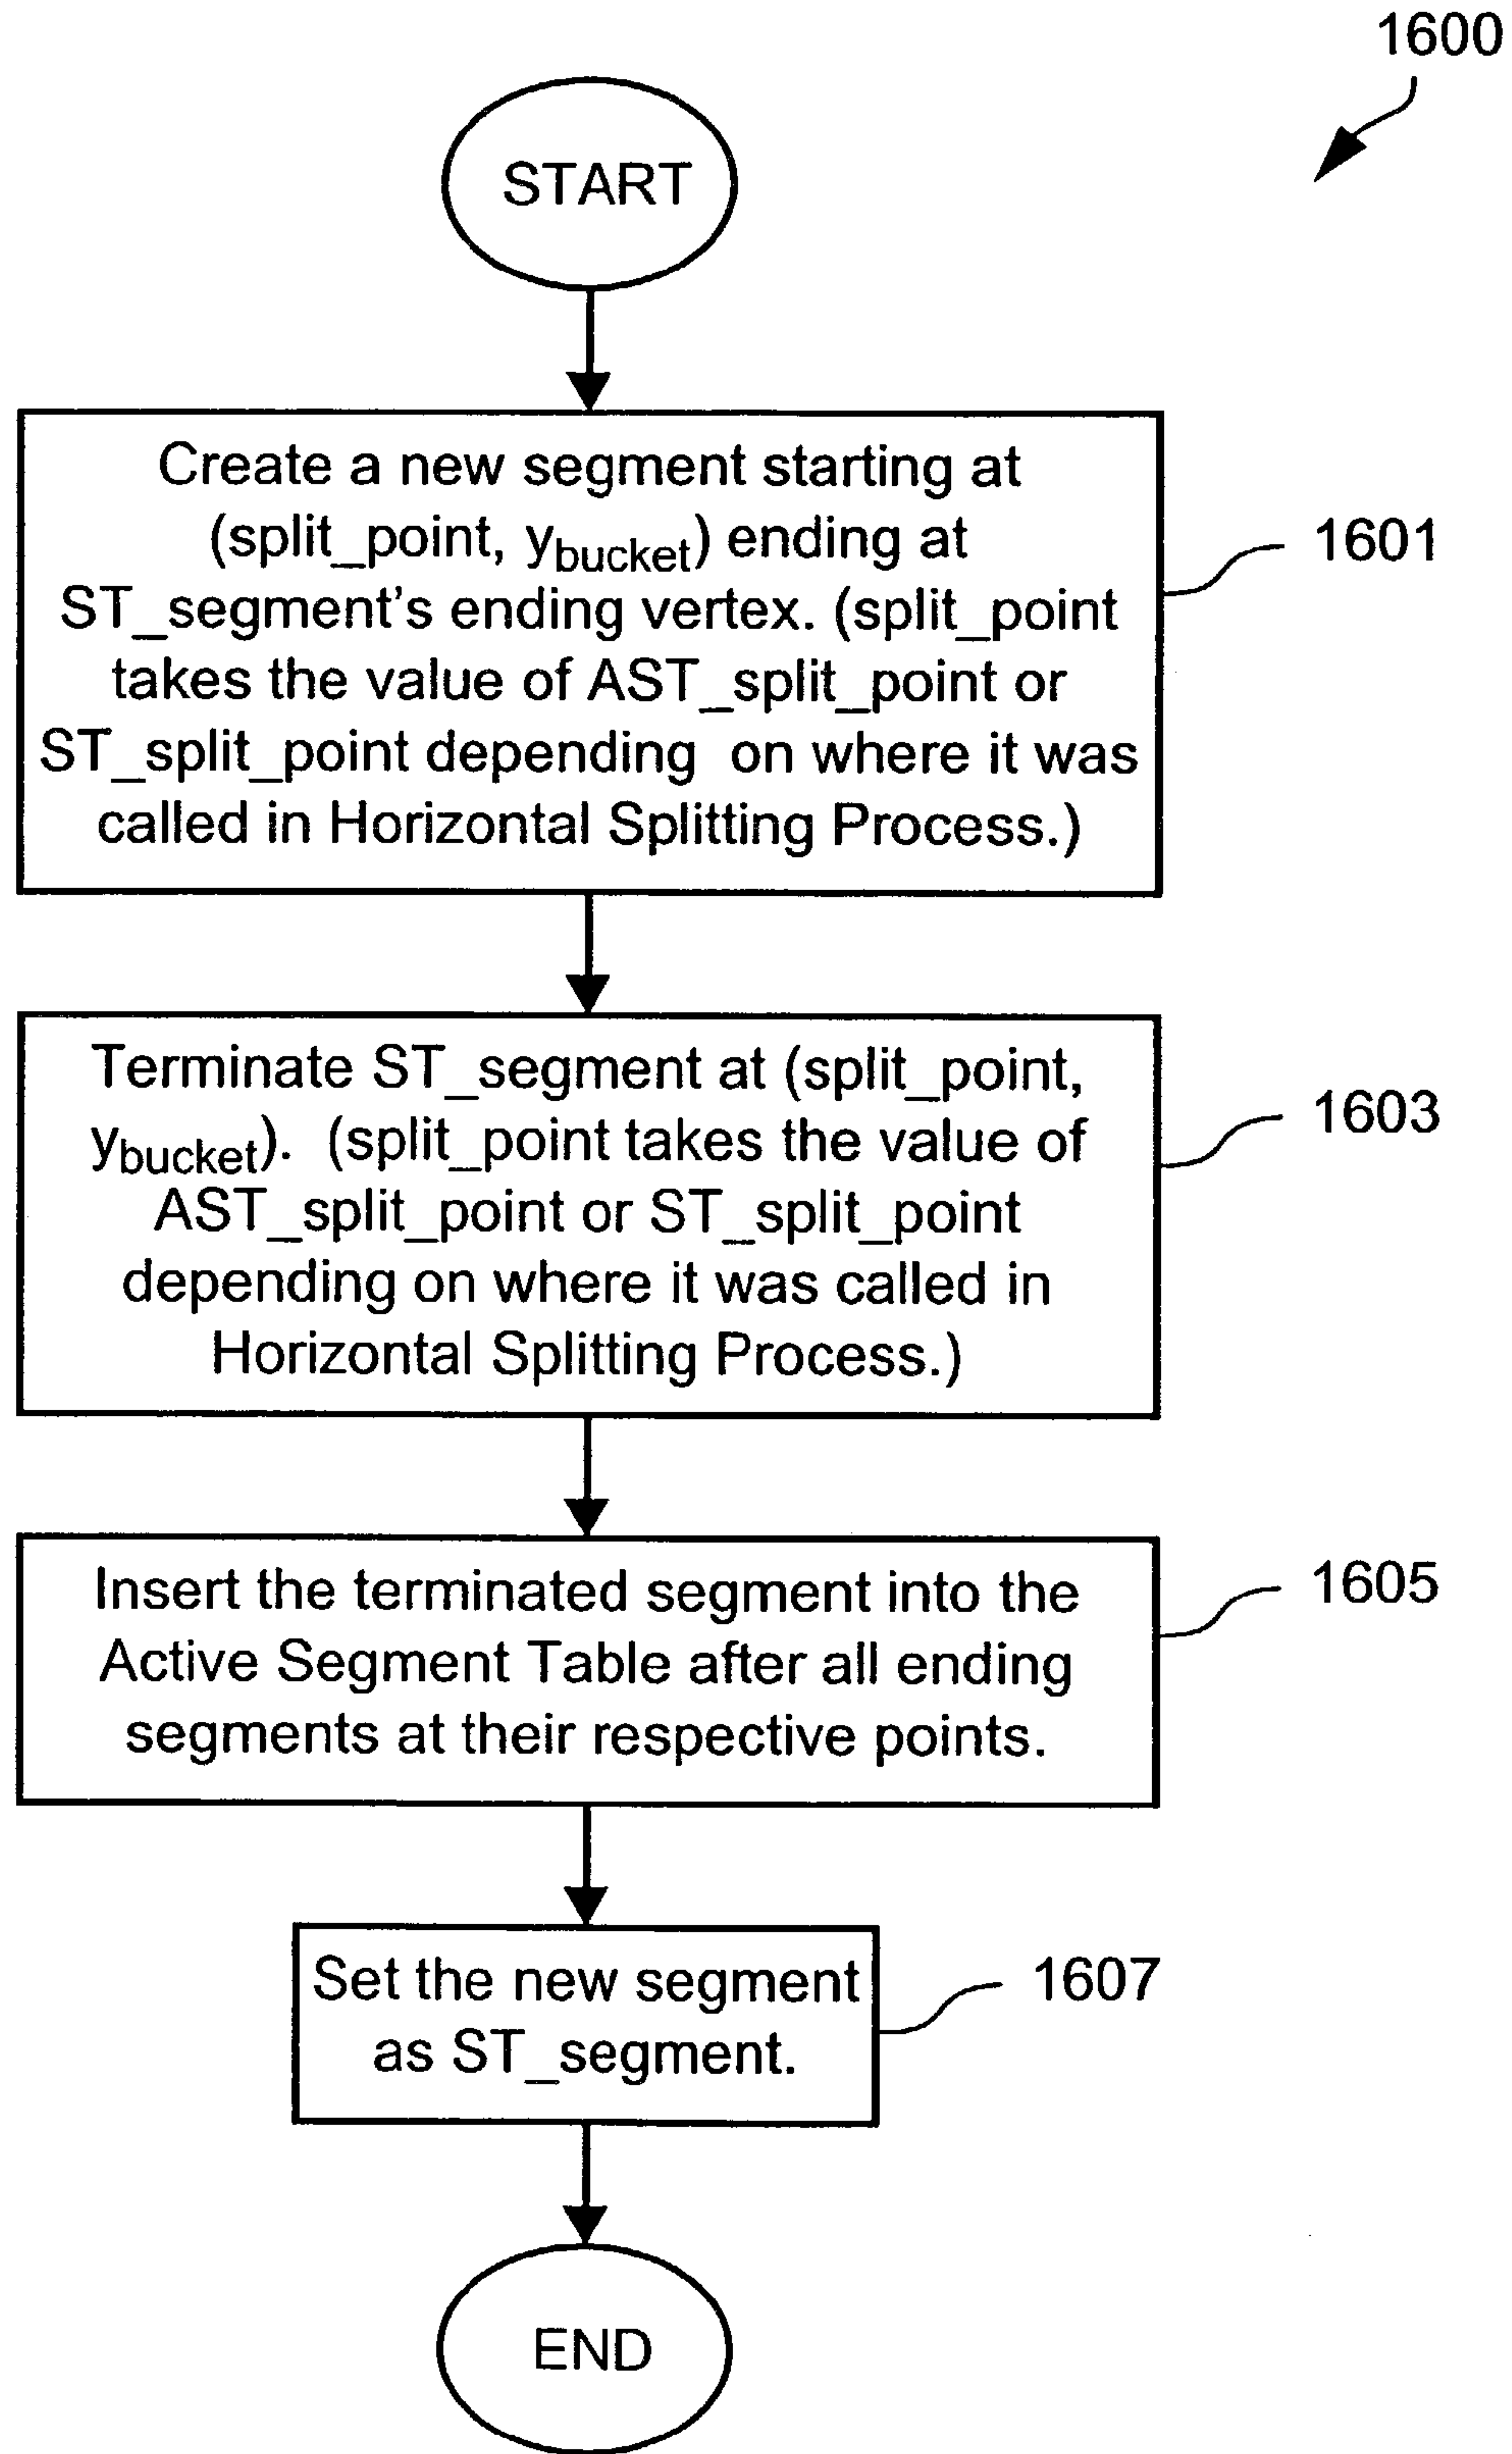 1600
START
Create a new segment starting at
(split_point, ybucket) ending at
ST_segment's ending vertex. (split_point
takes the value of AST_split_point or
ST_split_point depending on where it was
called in Horizontal Splitting Process.)
1601
Terminate ST_segment at (split_point,
ybucket). (split_point takes the value of
AST_split_point or ST_split_point
depending on where it was called in
Horizontal Splitting Process.)
1603
Insert the terminated segment into the
Active Segment Table after all ending
segments at their respective points.
1605
Set the new segment
as ST_segment.
1607
END